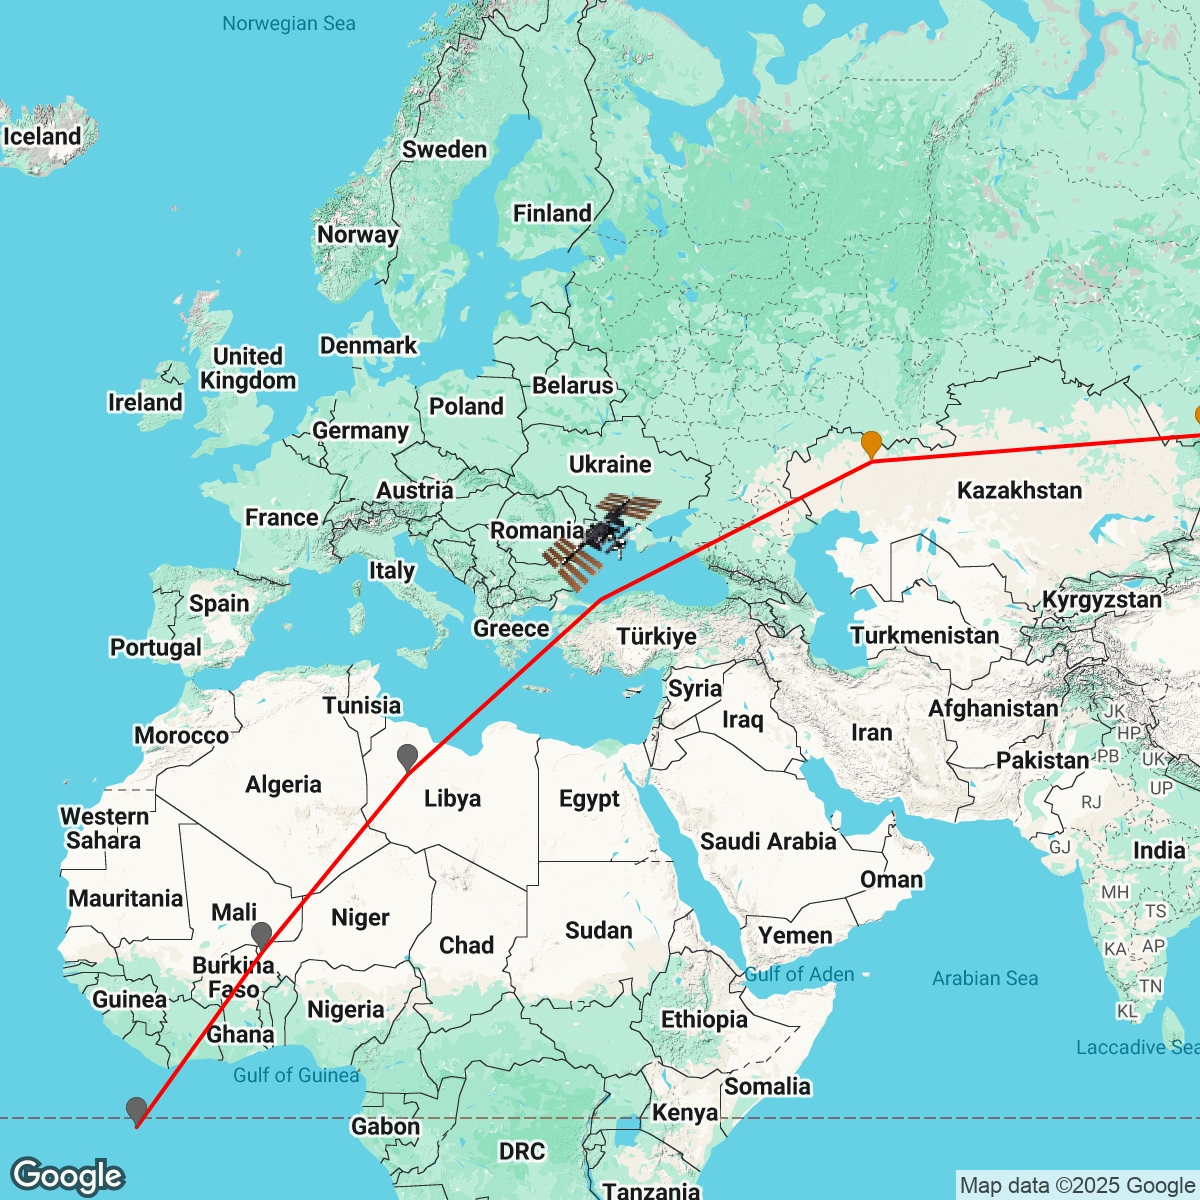 Norwegian Sea
Iceland
Sweden
Finland
Norway
Denmark
United
Kingdom
Ireland
Belarus
Poland
Germany
Ukraine
Austria
Kazakhstan
France
Romania
Italy
Spain
Kyrgyzstan
Greece
Türkiye
Turkmenistan
Portugal
Syria
Tunisia
Afghanistan
JK
Iraq
HP
Morocco
Iran
PB
UK
Pakistan
Algeria
Libya
Egypt
UP
RJ
Western
Sahara
Saudi Arabia
GJ
India
Oman
MH
Mauritania
Mali
Niger
TS
Sudan
Yemen
Chad
KA
AP
Burkina
Faso
Gulf of Aden
Arabian Sea
TN
Guinea
Nigeria
KL
Ethiopia
Ghana
Laccadive Sea
Gulf of Guinea
Somalia
Kenya
Gabon
DRC
Google
Map data ©2025 Google
Tanzania